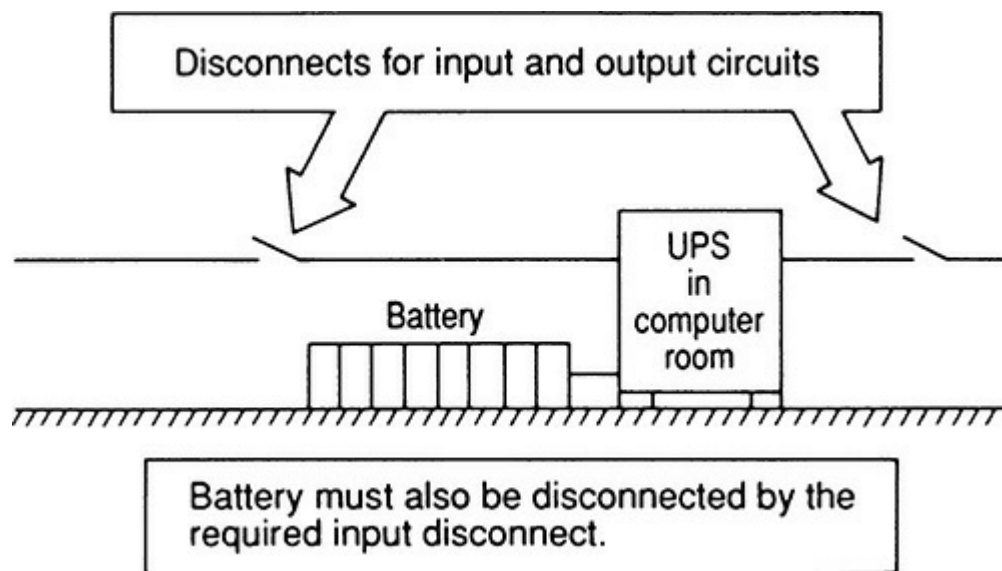 Disconnects for input and output circuits
UPS
in
computer
room
Battery
Battery must also be disconnected by the
required input disconnect.